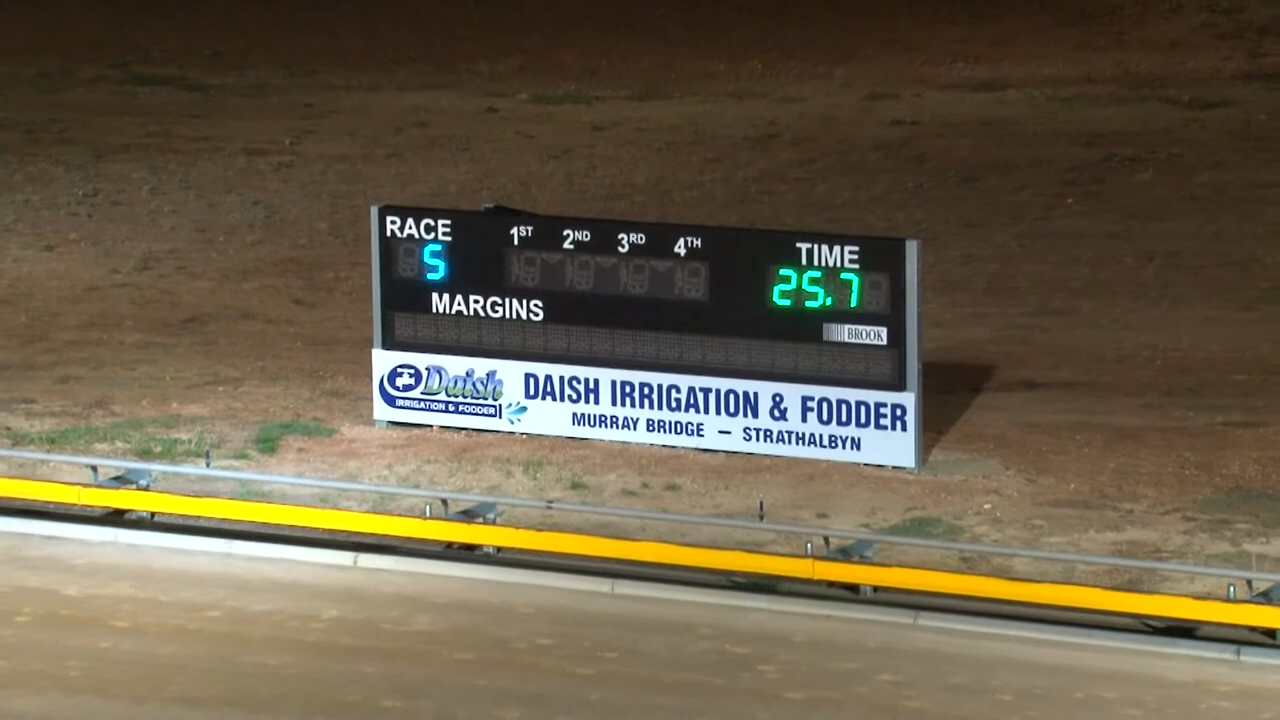 RACE 1ST 2ND 3RD 4TH TIME
5 25.7
MARGINS
BROOK
Daish
IRRIGATION & FODDER
DAISH IRRIGATION & FODDER
MURRAY BRIDGE – STRATHALBYN